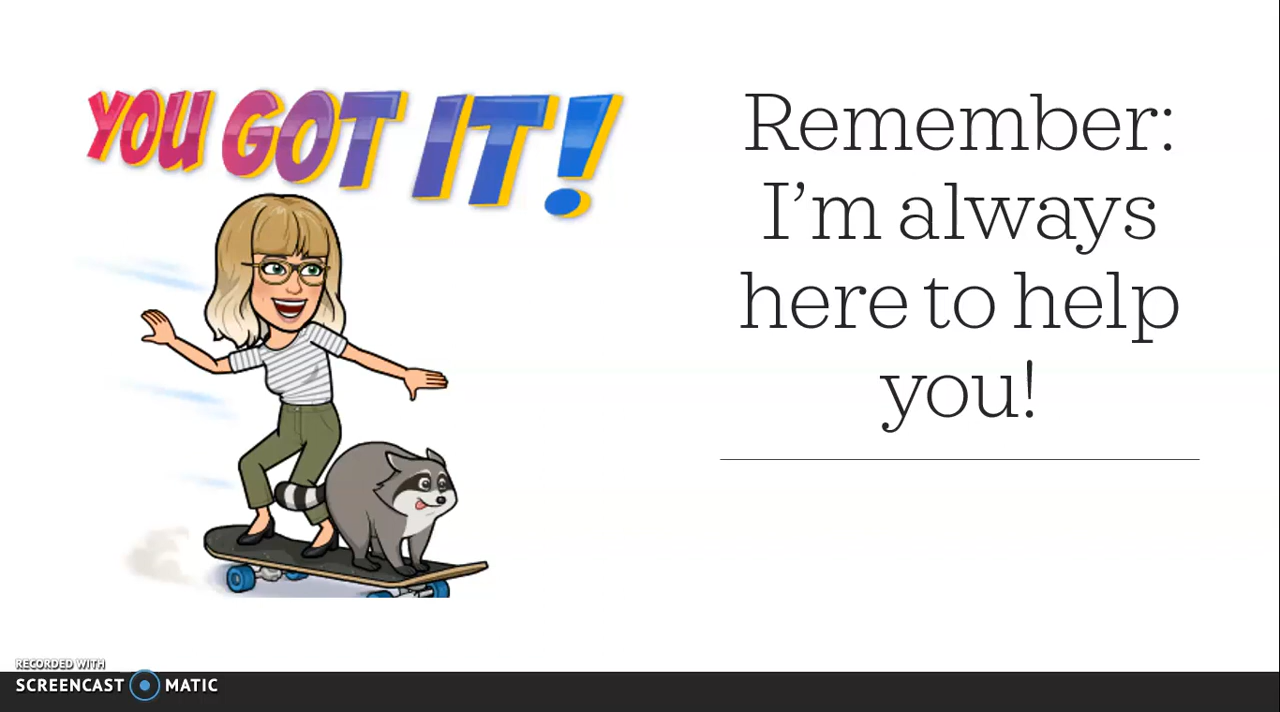 YOU GOT IT!
Remember:
I’m always
here to help
you!
RECORDED WITH
SCREENCAST MATIC